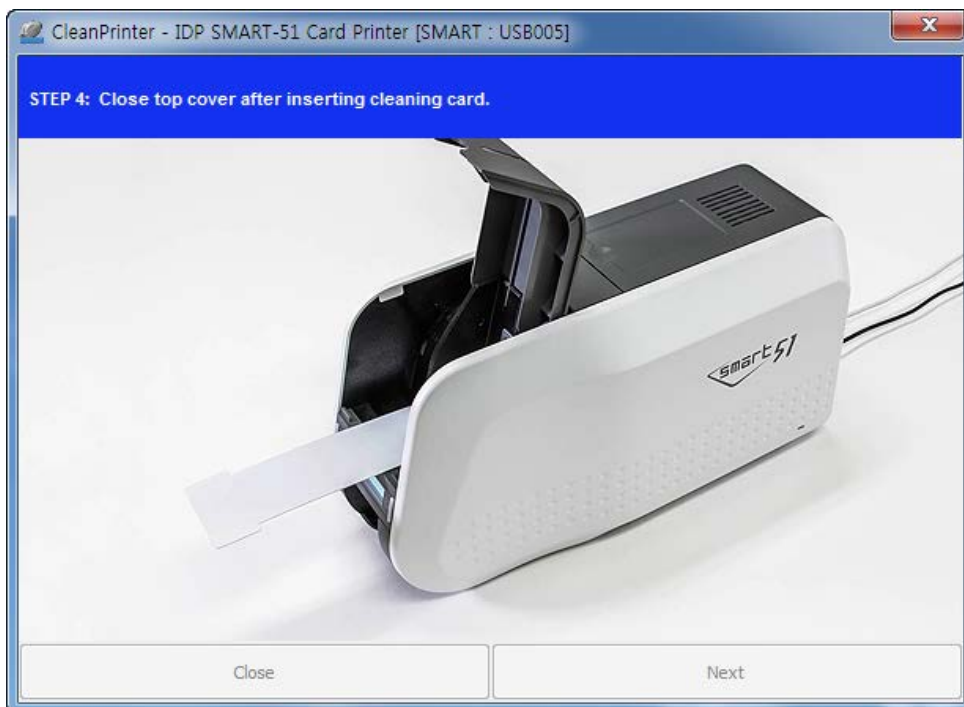 CleanPrinter - IDP SMART-51 Card Printer [SMART : USB005]
STEP 4: Close top cover after inserting cleaning card.
smart 51
Close
Next